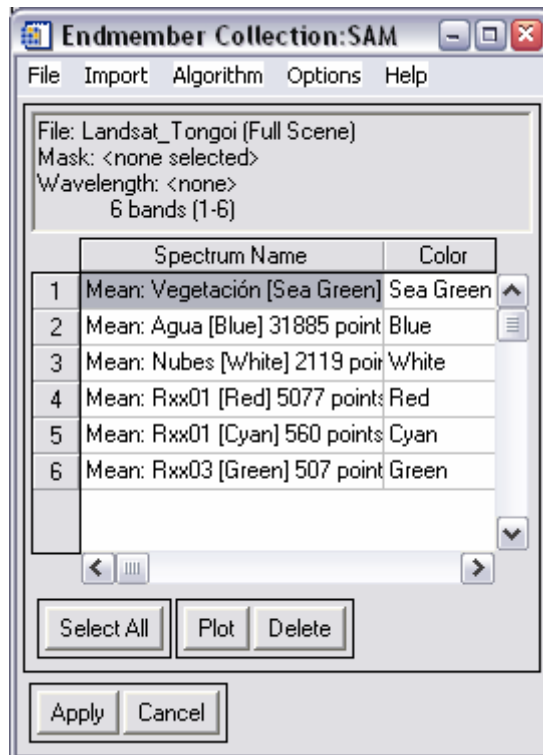 Endmember Collection:SAM
File Import Algorithm Options Help
File: Landsat_Tongoi (Full Scene)
Mask: <none selected>
Wavelength: <none>
6 bands (1-6)
Spectrum Name Color
1 Mean: Vegetación [Sea Green] Sea Green
2 Mean: Agua [Blue] 31885 point Blue
3 Mean: Nubes [White] 2119 poir White
4 Mean: Rxx01 [Red] 5077 points Red
5 Mean: Rxx01 [Cyan] 560 points Cyan
6 Mean: Rxx03 [Green] 507 point Green
Select All Plot Delete
Apply Cancel